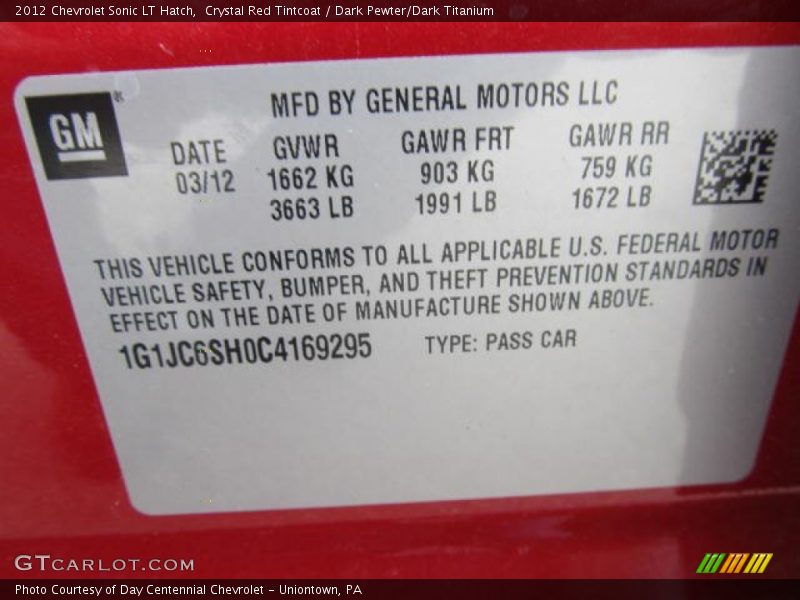 2012 Chevrolet Sonic LT Hatch,  Crystal Red Tintcoat / Dark Pewter/Dark Titanium
GM®
MFD BY GENERAL MOTORS LLC
DATE GVWR GAWR FRT GAWR RR
03/12 1662 KG 903 KG 759 KG
3663 LB 1991 LB 1672 LB
THIS VEHICLE CONFORMS TO ALL APPLICABLE U.S. FEDERAL MOTOR
VEHICLE SAFETY, BUMPER, AND THEFT PREVENTION STANDARDS IN
EFFECT ON THE DATE OF MANUFACTURE SHOWN ABOVE.
1G1JC6SH0C4169295 TYPE: PASS CAR
GTCARLOT.COM
Photo Courtesy of Day Centennial Chevrolet - Uniontown, PA